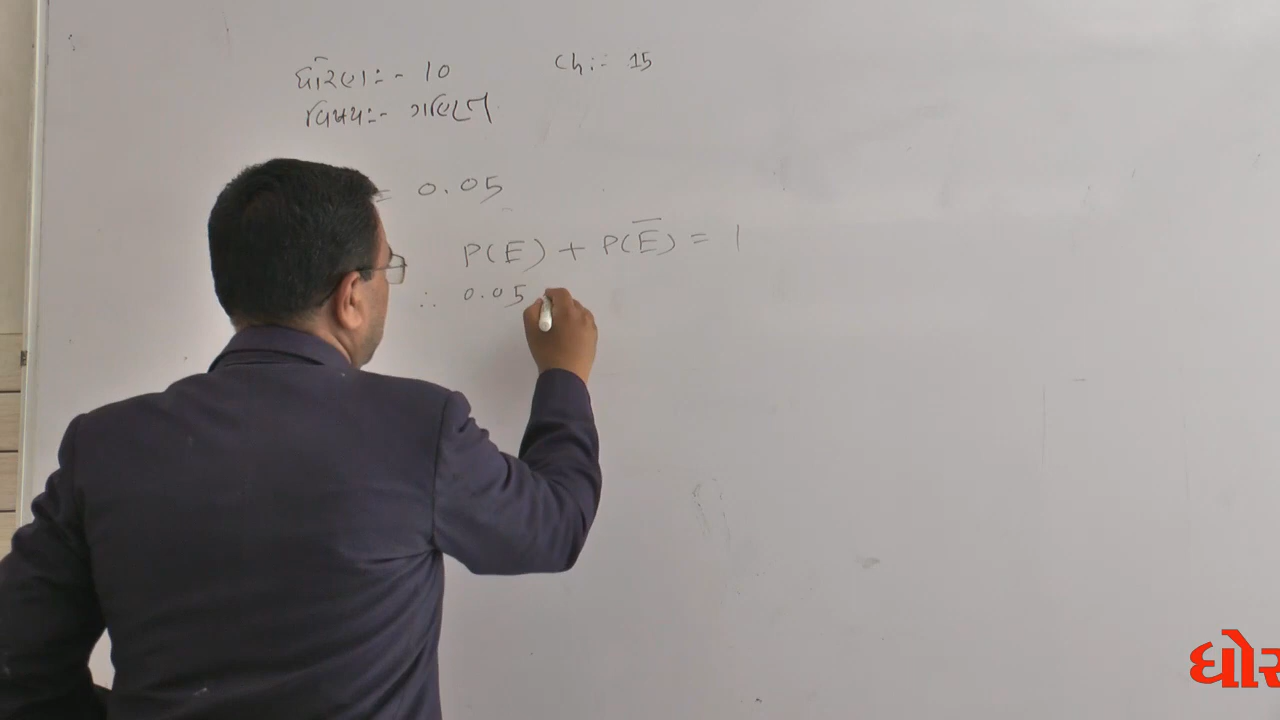 ધોરણ :- 10
Ch :- 15
વિષય :- ગણિત
= 0.05
P(E) + P(E̅) = 1
∴ 0.05
ધોર